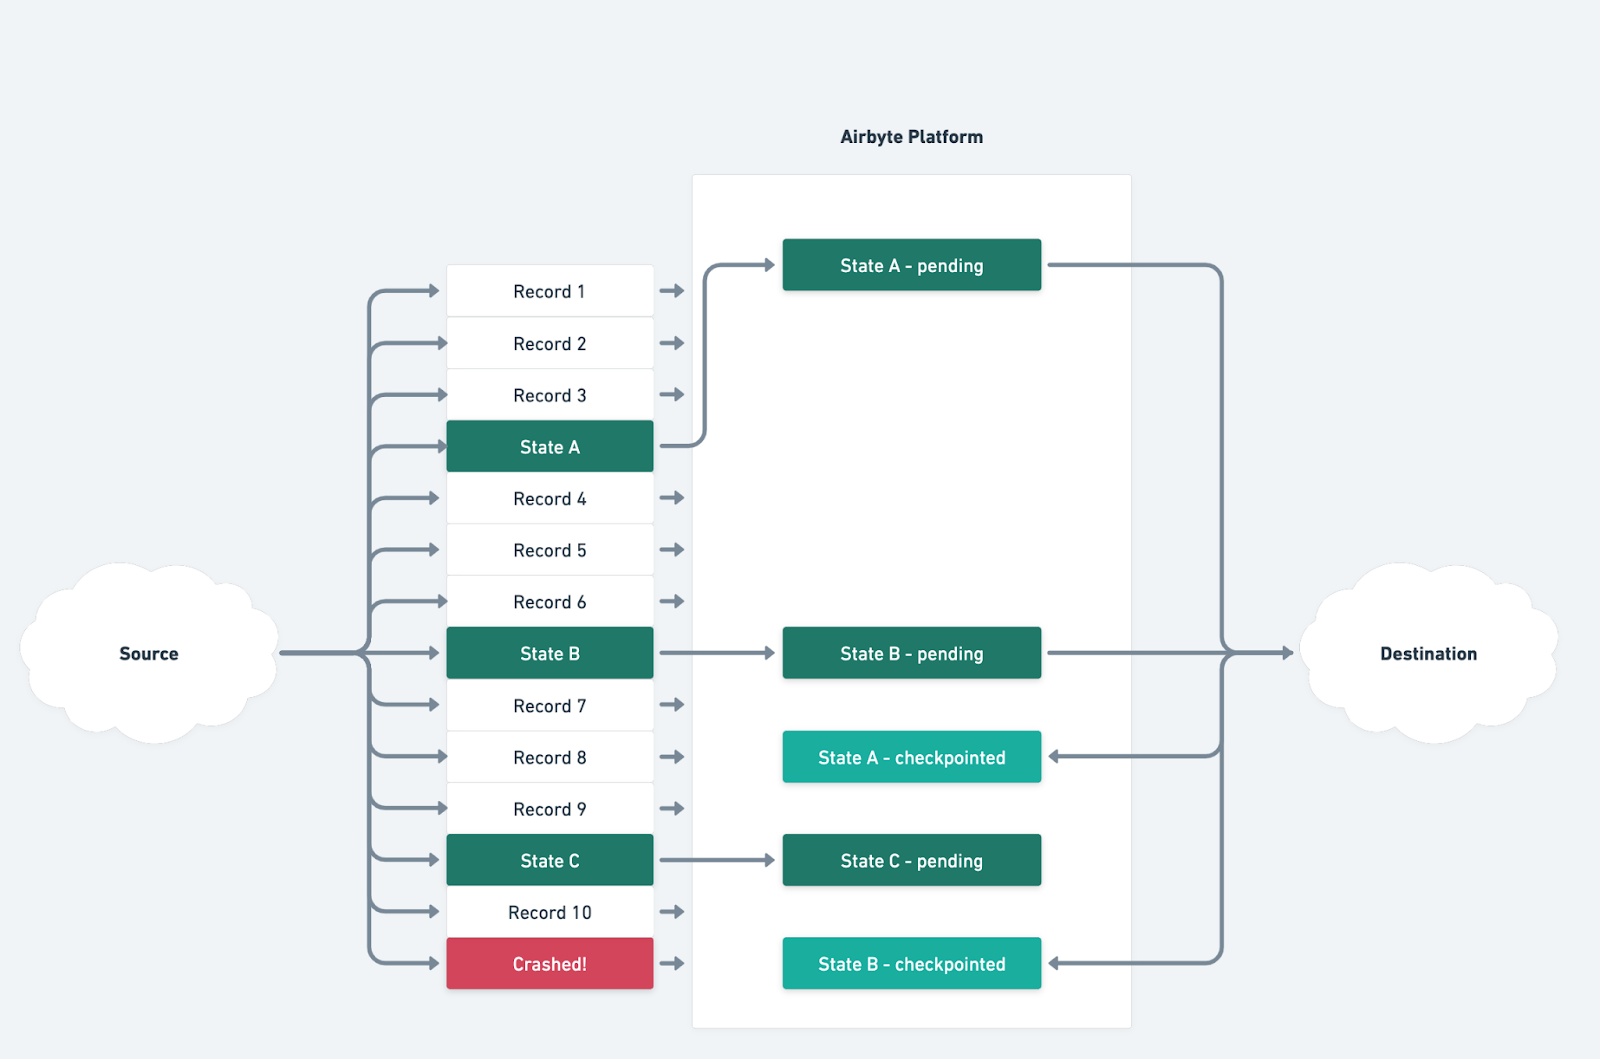 Airbyte Platform
Source
Record 1
Record 2
Record 3
State A
Record 4
Record 5
Record 6
State B
Record 7
Record 8
Record 9
State C
Record 10
Crashed!
State A - pending
State B - pending
State A - checkpointed
State C - pending
State B - checkpointed
Destination